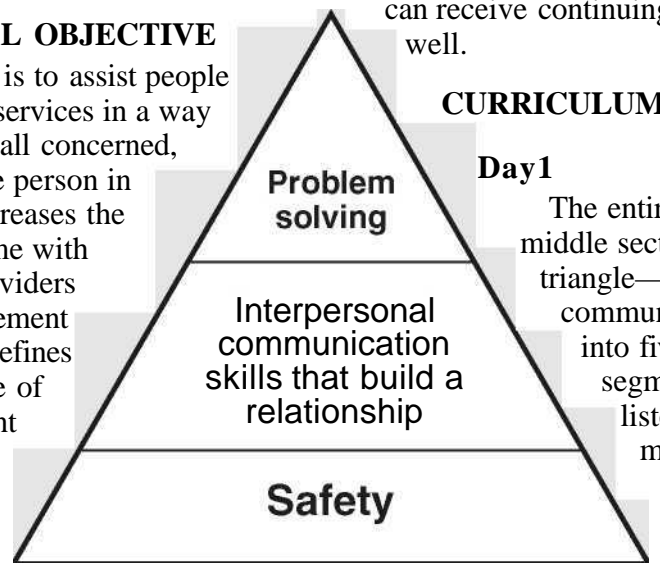 L OBJECTIVE
is to assist people
services in a way
all concerned,
person in
reases the
ne with
viders
ement
efines
e of
nt
Problem
solving
Interpersonal
communication
skills that build a
relationship
Safety
can receive continuing
well.
CURRICULUM
Day1
The entir
middle sect
triangle—
commun
into fiv
segm
list
m